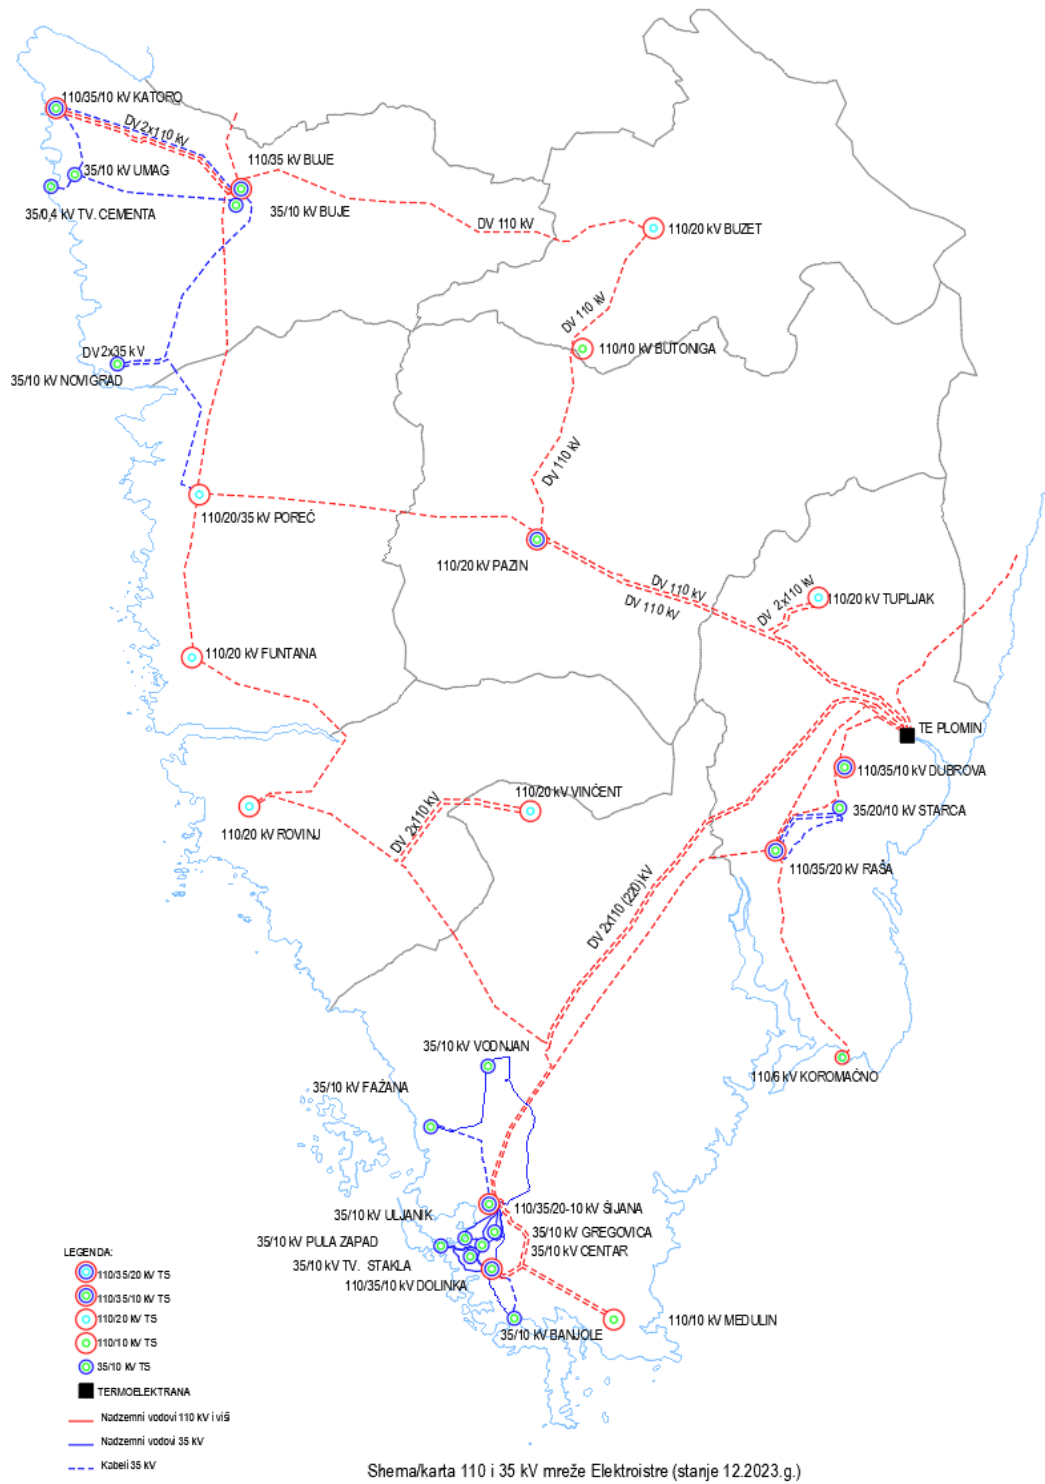 110/35/10 kV KATORO
DV 2x110 kV
110/35 kV BUJE
35/10 kV UMAG
35/0,4 kV TV. CEMENTA
35/10 kV BUJE
DV 110 kV
110/20 kV BUZET
DV 110 kV
110/10 kV BUTONIGA
DV 2x35 kV
35/10 kV NOVIGRAD
DV 110 kV
110/20/35 kV POREČ
110/20 kV PAZIN
DV 110 kV
DV 110 kV
DV 2x110 kV
110/20 kV TUPLJAK
110/20 kV FUNTANA
TE PLOMIN
110/35/10 kV DUBROVA
110/20 kV VINČENT
35/20/10 kV STARCA
110/20 kV ROVINJ
DV 2x110 kV
110/35/20 kV RAŠA
DV 2x110 (220) kV
35/10 kV VODNJAN
110/6 kV KOROMAČNO
35/10 kV FAŽANA
110/35/20-10 kV ŠIJANA
35/10 kV ULJANIK
35/10 kV GREGOVICA
35/10 kV PULA ZAPAD
35/10 kV CENTAR
35/10 kV TV. STAKLA
110/35/10 kV DOLINKA
110/10 kV MEDULIN
35/10 kV BANJOLE
LEGENDA:
110/35/20 KV TS
110/35/10 KV TS
110/20 KV TS
110/10 KV TS
35/10 KV TS
TERMOELEKTRANA
Nadzemni vodovi 110 kV i viši
Nadzemni vodovi 35 kV
Kabeli 35 kV
Shema/karta 110 i 35 kV mreže Elektroistre (stanje 12.2023.g.)